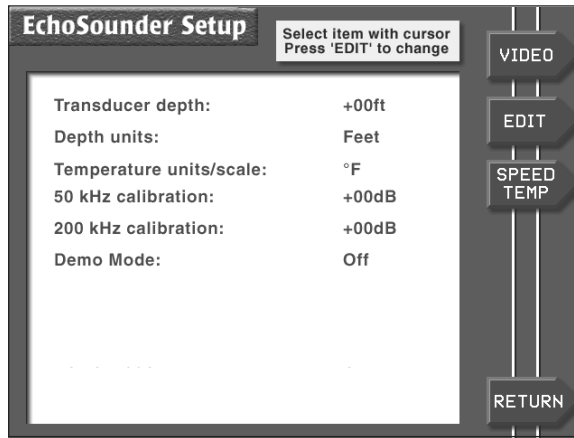 EchoSounder Setup
Select item with cursor
Press 'EDIT' to change
VIDEO
EDIT
SPEED
TEMP
RETURN
Transducer depth: +00ft
Depth units: Feet
Temperature units/scale: °F
50 kHz calibration: +00dB
200 kHz calibration: +00dB
Demo Mode: Off